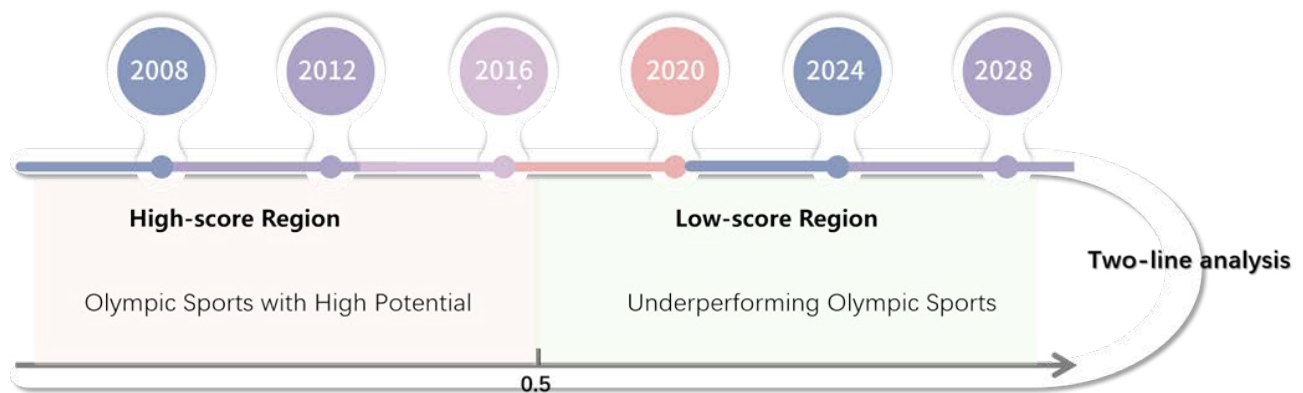 2008 2012 2016 2020 2024 2028
High-score Region Low-score Region
Two-line analysis
Olympic Sports with High Potential Underperforming Olympic Sports
0.5